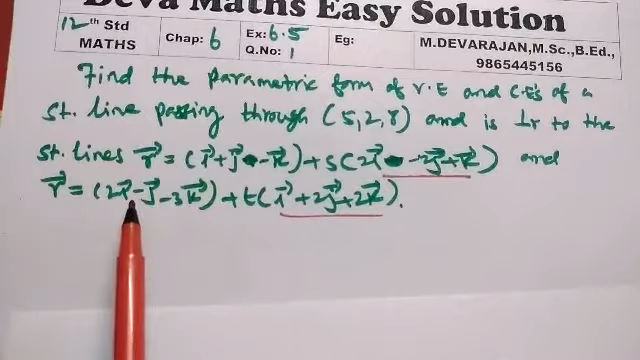 Deva Maths Easy Solution
12th Std MATHS
Chap: 6
Ex: 6.5
Q.No: 1
Eg:
M.DEVARAJAN,M.Sc.,B.Ed.,
9865445156
Find the parametric form of V.E and C.E's of a
st. line passing through (5,2,8) and is ⊥r to the
st. lines r⃗ = (i⃗+j⃗-k⃗)+s(2i⃗-2j⃗+k⃗) and
r⃗ = (2i⃗-j⃗-3k⃗)+t(i⃗+2j⃗+2k⃗).